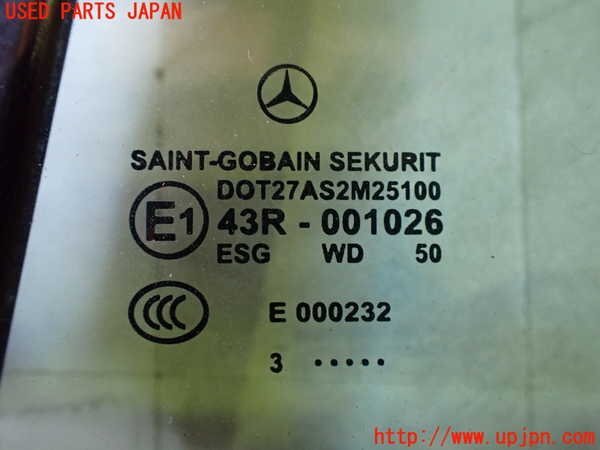 USED PARTS JAPAN
SAINT-GOBAIN SEKURIT
DOT27AS2M25100
E1 43R - 001026
ESG WD 50
CCC E 000232
3 .....
http://www.upjpn.com/